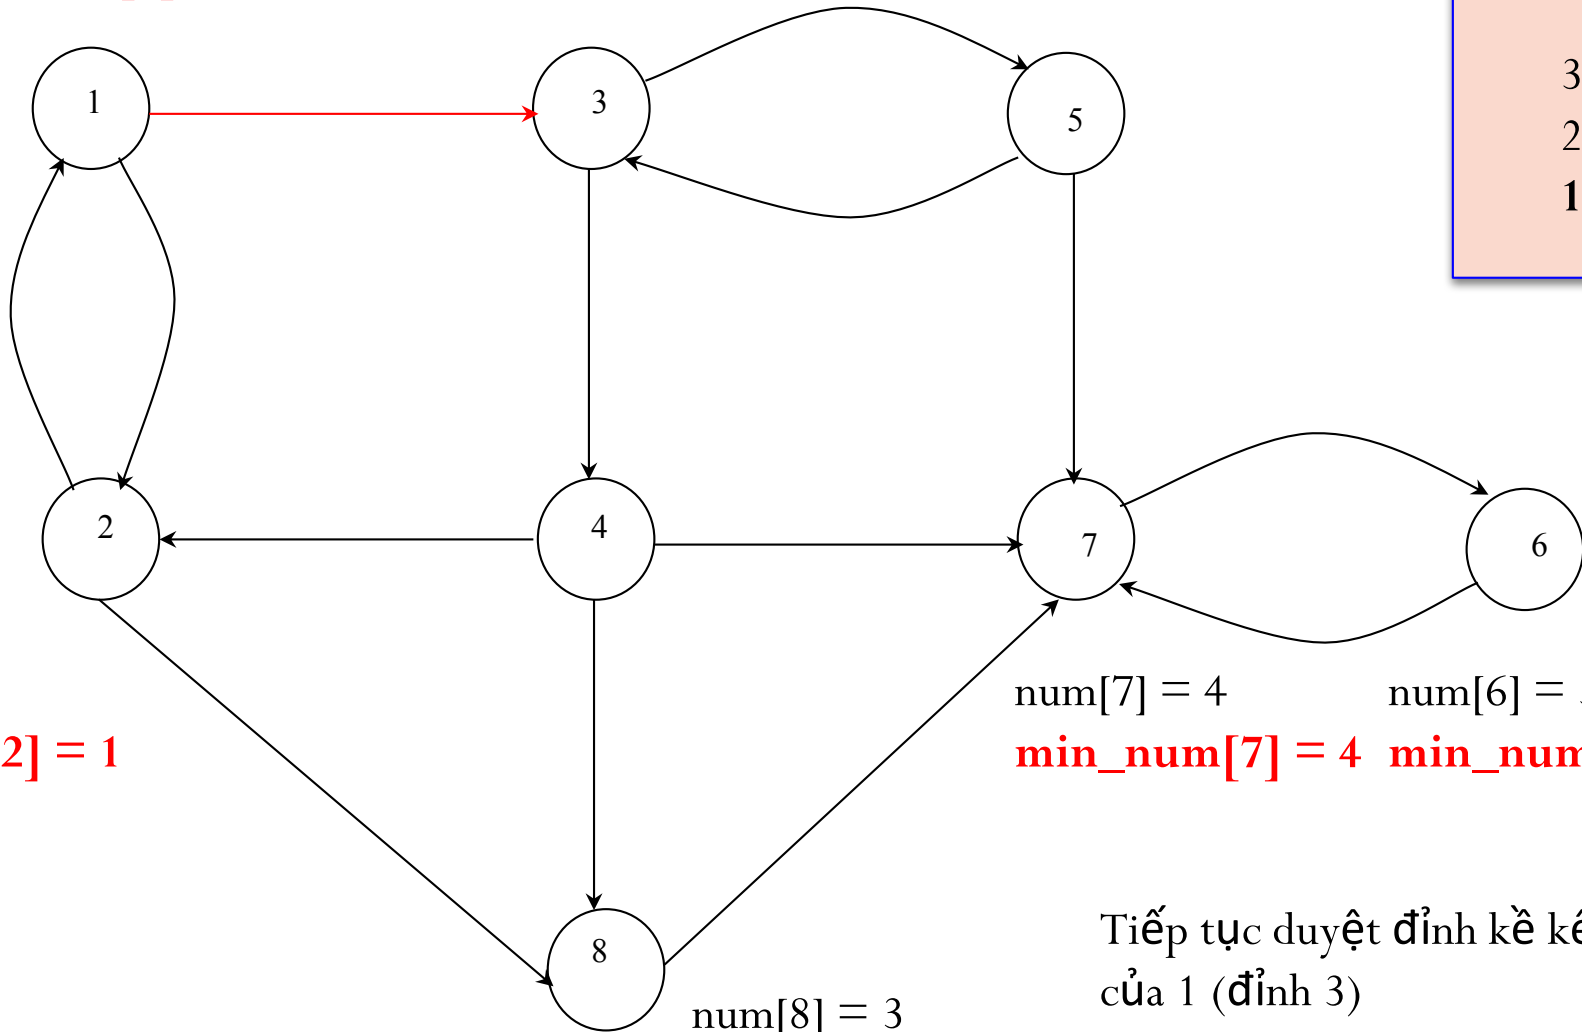 1
3
5
3
2
1
2
4
7
6
num[7] = 4
num[6] =
2] = 1
min_num[7] = 4
min_num
8
Tiếp tục duyệt đỉnh kề
của 1 (đỉnh 3)
num[8] = 3